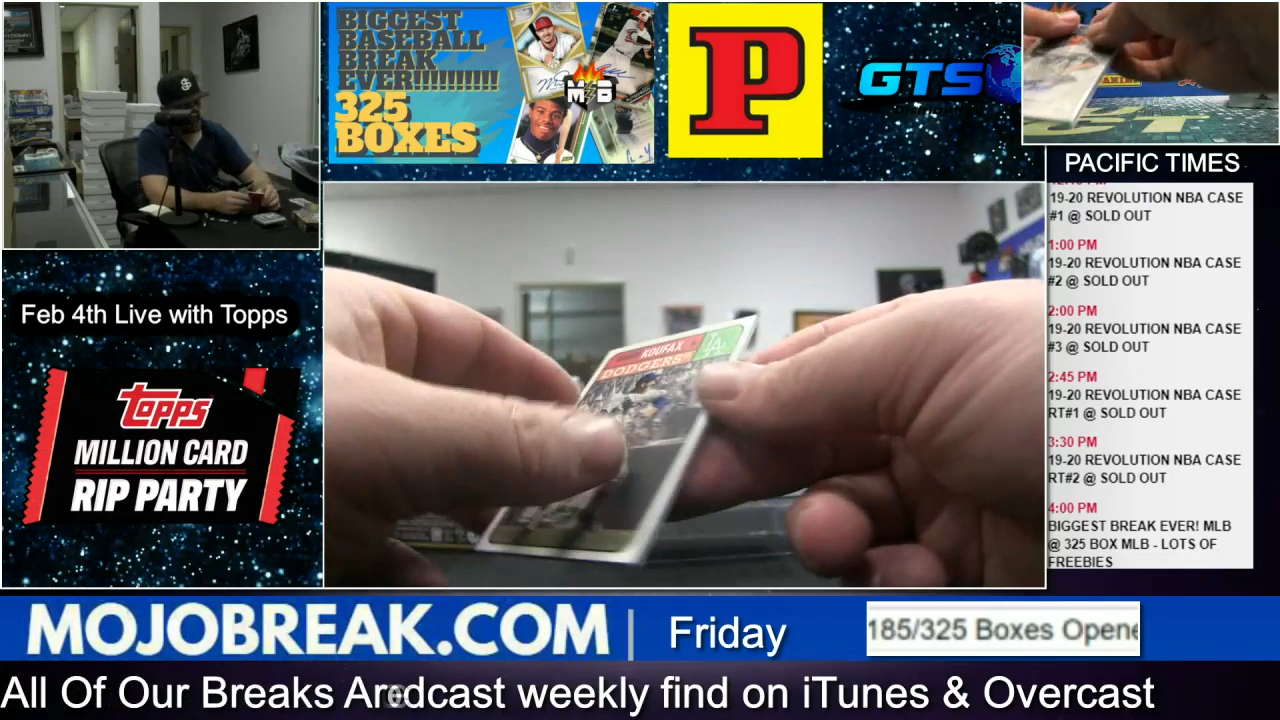 BIGGEST
BASEBALL
BREAK
EVER!!!!!!!!!!!
325
BOXES
M B
P
GTS
PACIFIC TIMES
19-20 REVOLUTION NBA CASE
#1 @ SOLD OUT
1:00 PM
19-20 REVOLUTION NBA CASE
#2 @ SOLD OUT
2:00 PM
19-20 REVOLUTION NBA CASE
#3 @ SOLD OUT
2:45 PM
19-20 REVOLUTION NBA CASE
RT#1 @ SOLD OUT
3:30 PM
19-20 REVOLUTION NBA CASE
RT#2 @ SOLD OUT
4:00 PM
BIGGEST BREAK EVER! MLB
@ 325 BOX MLB - LOTS OF
FREEBIES
Feb 4th Live with Topps
topps
MILLION CARD
RIP PARTY
KOUFAX
DODGERS
LA
MOJOBREAK.COM
Friday
185/325 Boxes Opene
All Of Our Breaks Aredcast weekly find on iTunes & Overcast